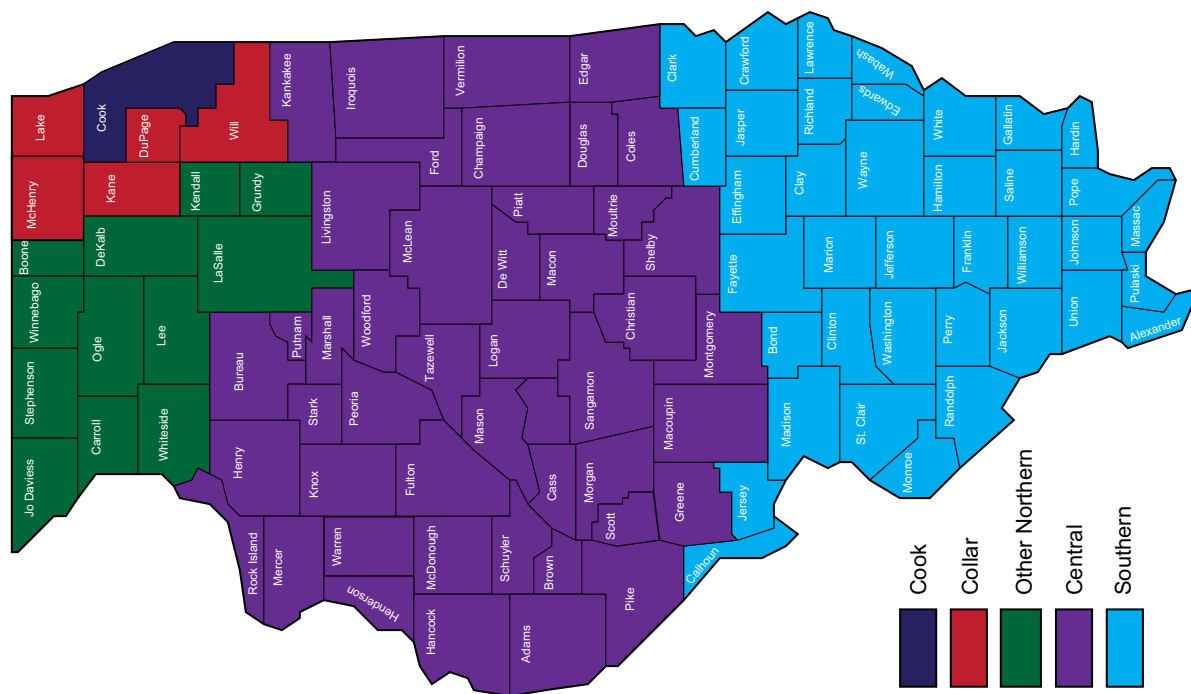 Jo Daviess
Stephenson
Winnebago
Boone
McHenry
Lake
Carroll
Ogle
DeKalb
Kane
Cook
DuPage
Whiteside
Lee
LaSalle
Kendall
Grundy
Will
Kankakee
Rock Island
Mercer
Henry
Bureau
Putnam
Marshall
Stark
Henderson
Warren
Knox
Peoria
Woodford
Livingston
Ford
Iroquois
Hancock
McDonough
Fulton
Tazewell
McLean
Champaign
Vermilion
Adams
Schuyler
Brown
Mason
Cass
Logan
De Witt
Piatt
Macon
Douglas
Edgar
Coles
Moultrie
Pike
Scott
Morgan
Sangamon
Christian
Shelby
Cumberland
Clark
Calhoun
Greene
Jersey
Macoupin
Montgomery
Fayette
Effingham
Jasper
Crawford
Madison
Bond
Clinton
Marion
Clay
Richland
Lawrence
Wabash
Edwards
Wayne
Jefferson
Washington
St. Clair
Monroe
Randolph
Perry
Franklin
Hamilton
White
Gallatin
Saline
Williamson
Jackson
Union
Johnson
Pope
Hardin
Massac
Pulaski
Alexander
Cook
Collar
Other Northern
Central
Southern